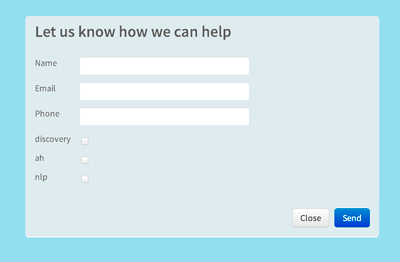 Let us know how we can help
Name
Email
Phone
discovery
ah
nlp
Close Send